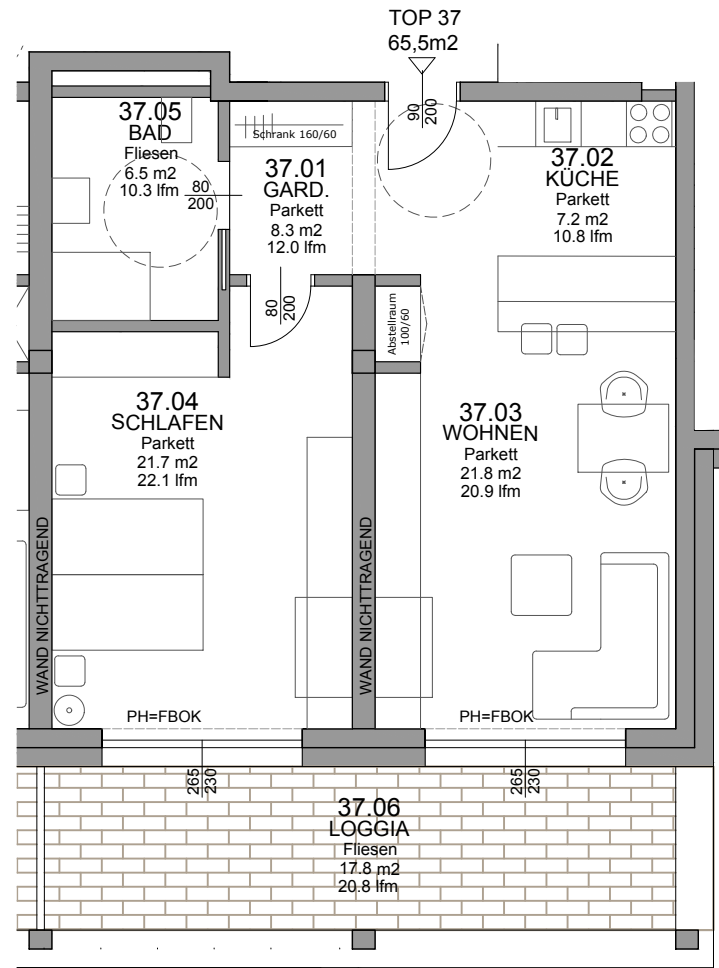 TOP 37
65,5m2
90
200
37.05
BAD
Fliesen
6.5 m2
10.3 lfm
80
200
Schrank 160/60
37.01
GARD.
Parkett
8.3 m2
12.0 lfm
37.02
KÜCHE
Parkett
7.2 m2
10.8 lfm
80
200
Abstellraum
100/60
37.04
SCHLAFEN
Parkett
21.7 m2
22.1 lfm
37.03
WOHNEN
Parkett
21.8 m2
20.9 lfm
WAND NICHTTRAGEND
WAND NICHTTRAGEND
PH=FBOK
PH=FBOK
265
230
265
230
37.06
LOGGIA
Fliesen
17.8 m2
20.8 lfm